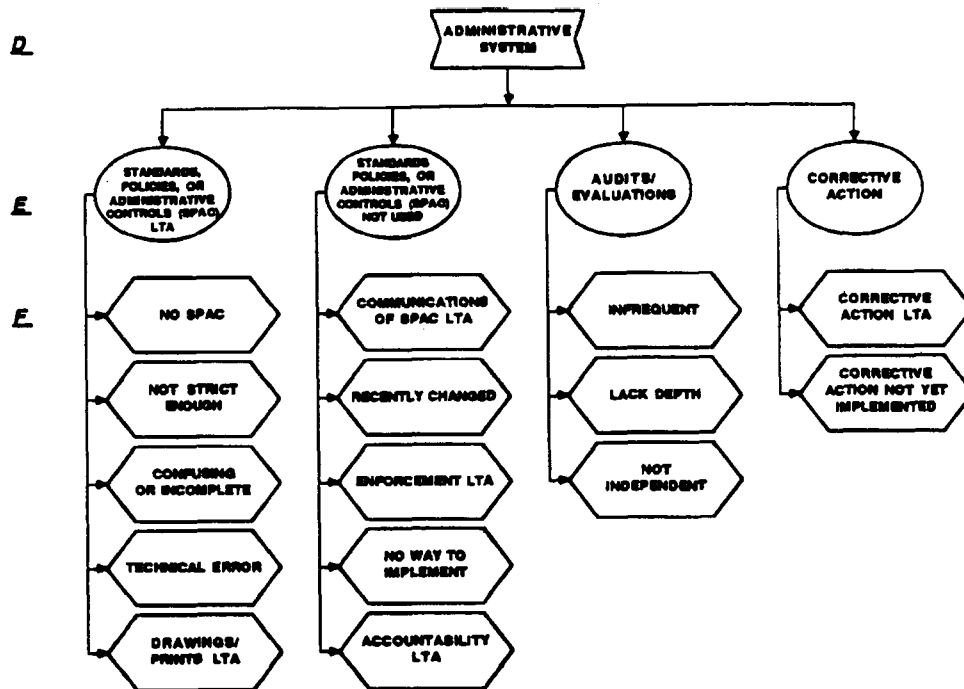 D
ADMINISTRATIVE
SYSTEM
E
STANDARDS,
POLICIES, OR
ADMINISTRATIVE
CONTROLS (SPAC)
LTA
STANDARDS
POLICIES, OR
ADMINISTRATIVE
CONTROLS (SPAC)
NOT USED
AUDITS/
EVALUATIONS
CORRECTIVE
ACTION
F
NO SPAC
NOT STRICT
ENOUGH
CONFUSING
OR INCOMPLETE
TECHNICAL ERROR
DRAWINGS/
PRINTS LTA
COMMUNICATIONS
OF SPAC LTA
RECENTLY CHANGED
ENFORCEMENT LTA
NO WAY TO
IMPLEMENT
ACCOUNTABILITY
LTA
INFREQUENT
LACK DEPTH
NOT
INDEPENDENT
CORRECTIVE
ACTION LTA
CORRECTIVE
ACTION NOT YET
IMPLEMENTED